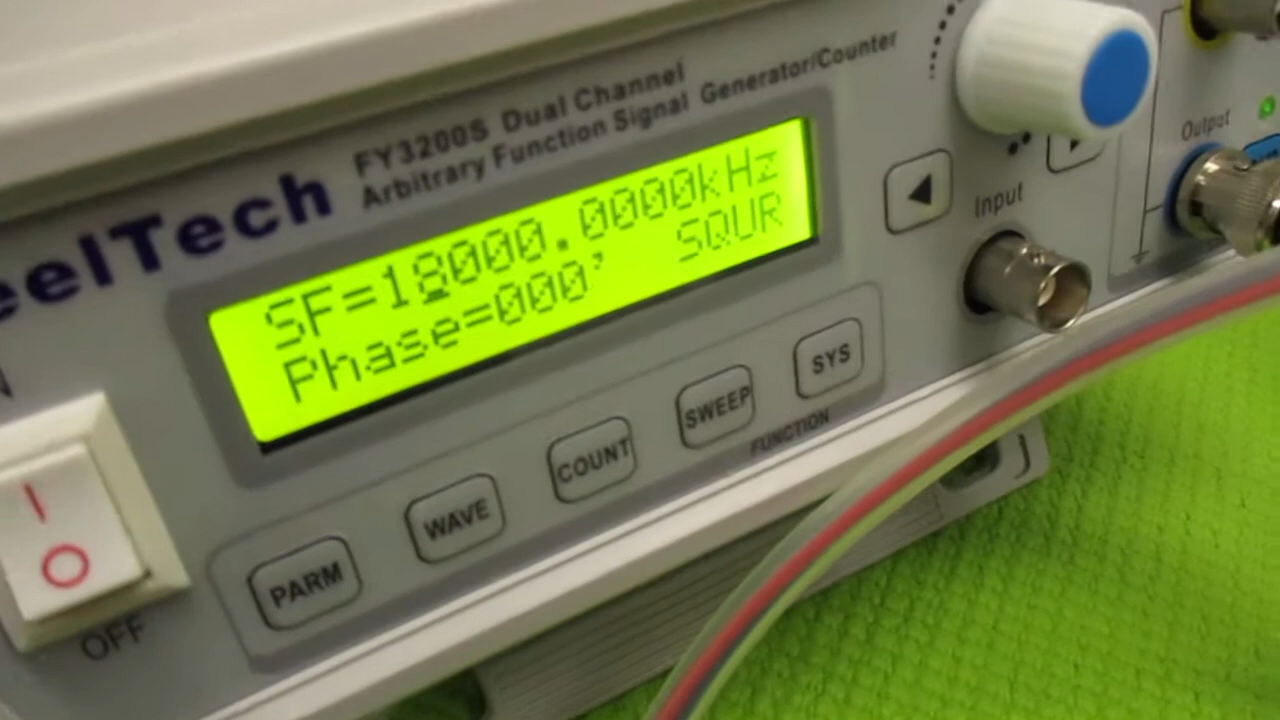 FY3200S Dual Channel
Arbitrary Function Signal Generator/Counter
eelTech
SF=18000.0000kHz
Phase=000' SQUR
Input
Output
SYS
SWEEP
FUNCTION
COUNT
WAVE
PARM
OFF